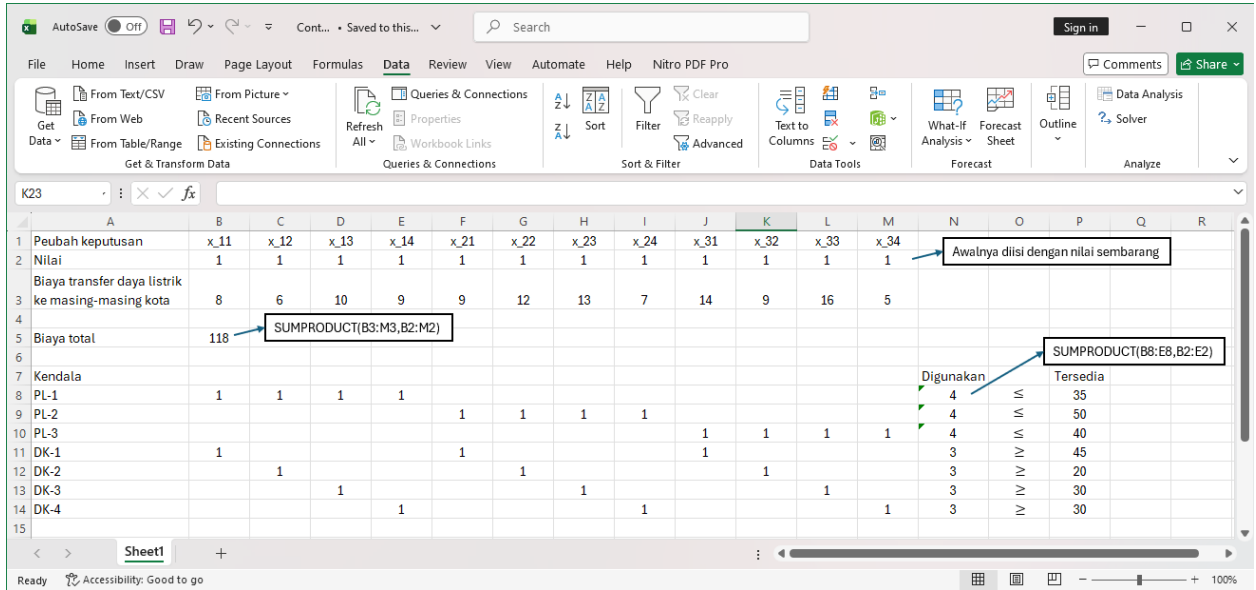 AutoSave Off Cont... • Saved to this... Search Sign in
File Home Insert Draw Page Layout Formulas Data Review View Automate Help Nitro PDF Pro Comments Share
Get Data
From Text/CSV
From Web
From Table/Range
From Picture
Recent Sources
Existing Connections
Get & Transform Data
Refresh All
Queries & Connections
Properties
Workbook Links
Queries & Connections
Sort
Filter
Clear
Reapply
Advanced
Sort & Filter
Text to Columns
Data Tools
What-If Analysis
Forecast Sheet
Forecast
Outline
Data Analysis
Solver
Analyze
K23 fx
A B C D E F G H I J K L M N O P Q R
1 Peubah keputusan x_11 x_12 x_13 x_14 x_21 x_22 x_23 x_24 x_31 x_32 x_33 x_34
2 Nilai 1 1 1 1 1 1 1 1 1 1 1 1
Awalnya diisi dengan nilai sembarang
Biaya transfer daya listrik
3 ke masing-masing kota 8 6 10 9 9 12 13 7 14 9 16 5
4
SUMPRODUCT(B3:M3,B2:M2)
5 Biaya total 118
SUMPRODUCT(B8:E8,B2:E2)
6
7 Kendala Digunakan Tersedia
8 PL-1 1 1 1 1 4 ≤ 35
9 PL-2 1 1 1 1 4 ≤ 50
10 PL-3 1 1 1 1 4 ≤ 40
11 DK-1 1 1 1 3 ≥ 45
12 DK-2 1 1 1 3 ≥ 20
13 DK-3 1 1 1 3 ≥ 30
14 DK-4 1 1 1 3 ≥ 30
15
Sheet1
Ready Accessibility: Good to go 100%